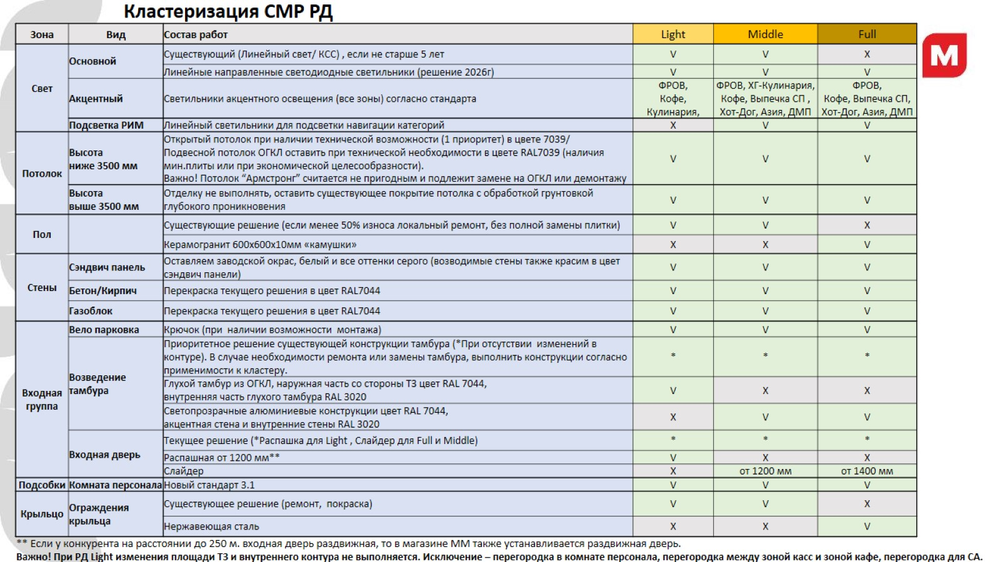 Кластеризация СМР РД
Зона Вид Состав работ Light Middle Full
M
Свет
Основной
Существующий (Линейный свет/ КСС) , если не старше 5 лет V V X
Линейные направленные светодиодные светильники (решение 2026г) V V V
Акцентный
Светильники акцентного освещения (все зоны) согласно стандарта
ФРОВ,
Кофе,
Кулинария,
ФРОВ, ХГ-Кулинария,
Кофе, Выпечка СП ,
Хот-Дог, Азия, ДМП
ФРОВ,
Кофе, Выпечка СП,
Хот-Дог, Азия, ДМП
Подсветка РИМ Линейный светильники для подсветки навигации категорий X V V
Потолок
Высота
ниже 3500 мм
Открытый потолок при наличии технической возможности (1 приоритет) в цвете 7039/
Подвесной потолок ОГКЛ оставить при технической необходимости в цвете RAL7039 (наличия
мин.плиты или при экономической целесообразности).
Важно! Потолок “Армстронг” считается не пригодным и подлежит замене на ОГКЛ или демонтажу
V V V
Высота
выше 3500 мм
Отделку не выполнять, оставить существующее покрытие потолка с обработкой грунтовкой
глубокого проникновения
V V V
Пол
Существующие решение (если менее 50% износа локальный ремонт, без полной замены плитки) V V X
Керамогранит 600х600х10мм «камушки» X X V
Стены
Сэндвич панель
Оставляем заводской окрас, белый и все оттенки серого (возводимые стены также красим в цвет
сэндвич панели)
V V V
Бетон/Кирпич Перекраска текущего решения в цвет RAL7044 V V V
Газоблок Перекраска текущего решения в цвет RAL7044 V V V
Входная
группа
Вело парковка Крючок (при наличии возможности монтажа) V V V
Возведение
тамбура
Приоритетное решение существующей конструкции тамбура (*При отсутствии изменений в
контуре). В случае необходимости ремонта или замены тамбура, выполнить конструкции согласно
применимости к кластеру.
* * *
Глухой тамбур из ОГКЛ, наружная часть со стороны ТЗ цвет RAL 7044,
внутренняя часть глухого тамбура RAL 3020
V X X
Светопрозрачные алюминиевые конструкции цвет RAL 7044,
акцентная стена и внутренние стены RAL 3020
X V V
Входная дверь
Текущее решение (*Распашка для Light , Слайдер для Full и Middle) * * *
Распашная от 1200 мм** V X X
Слайдер X от 1200 мм от 1400 мм
Подсобки Комната персонала Новый стандарт 3.1 V V V
Крыльцо
Ограждения
крыльца
Существующее решение (ремонт, покраска) V V X
Нержавеющая сталь X X V
** Если у конкурента на расстоянии до 250 м. входная дверь раздвижная, то в магазине ММ также устанавливается раздвижная дверь.
Важно! При РД Light изменения площади ТЗ и внутреннего контура не выполняется. Исключение – перегородка в комнате персонала, перегородка между зоной касс и зоной кафе, перегородка для СА.